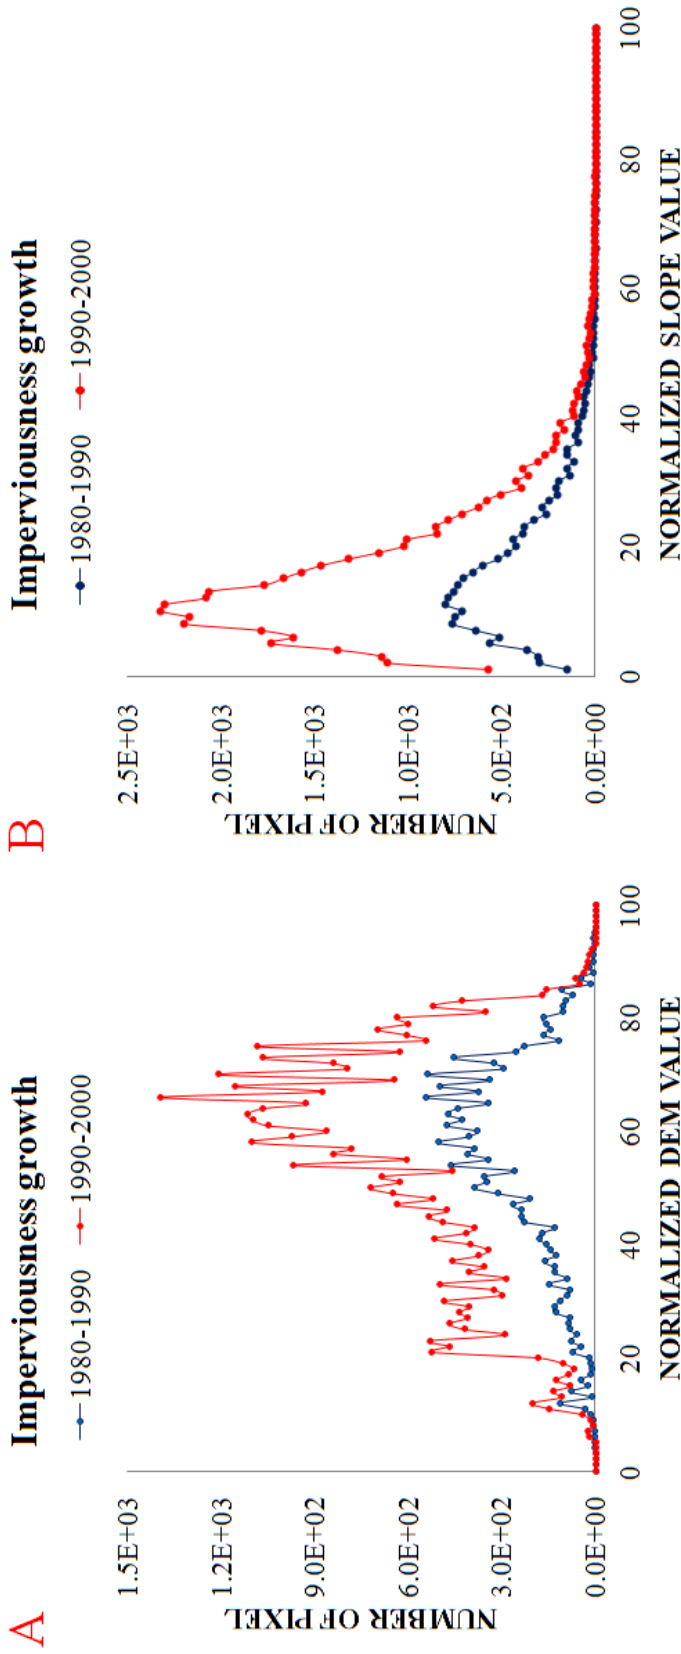 A
Imperviousness growth
1980-1990 1990-2000
NUMBER OF PIXEL
1.5E+03
1.2E+03
9.0E+02
6.0E+02
3.0E+02
0.0E+00
0 20 40 60 80 100
NORMALIZED DEM VALUE
B
Imperviousness growth
1980-1990 1990-2000
NUMBER OF PIXEL
2.5E+03
2.0E+03
1.5E+03
1.0E+03
5.0E+02
0.0E+00
0 20 40 60 80 100
NORMALIZED SLOPE VALUE